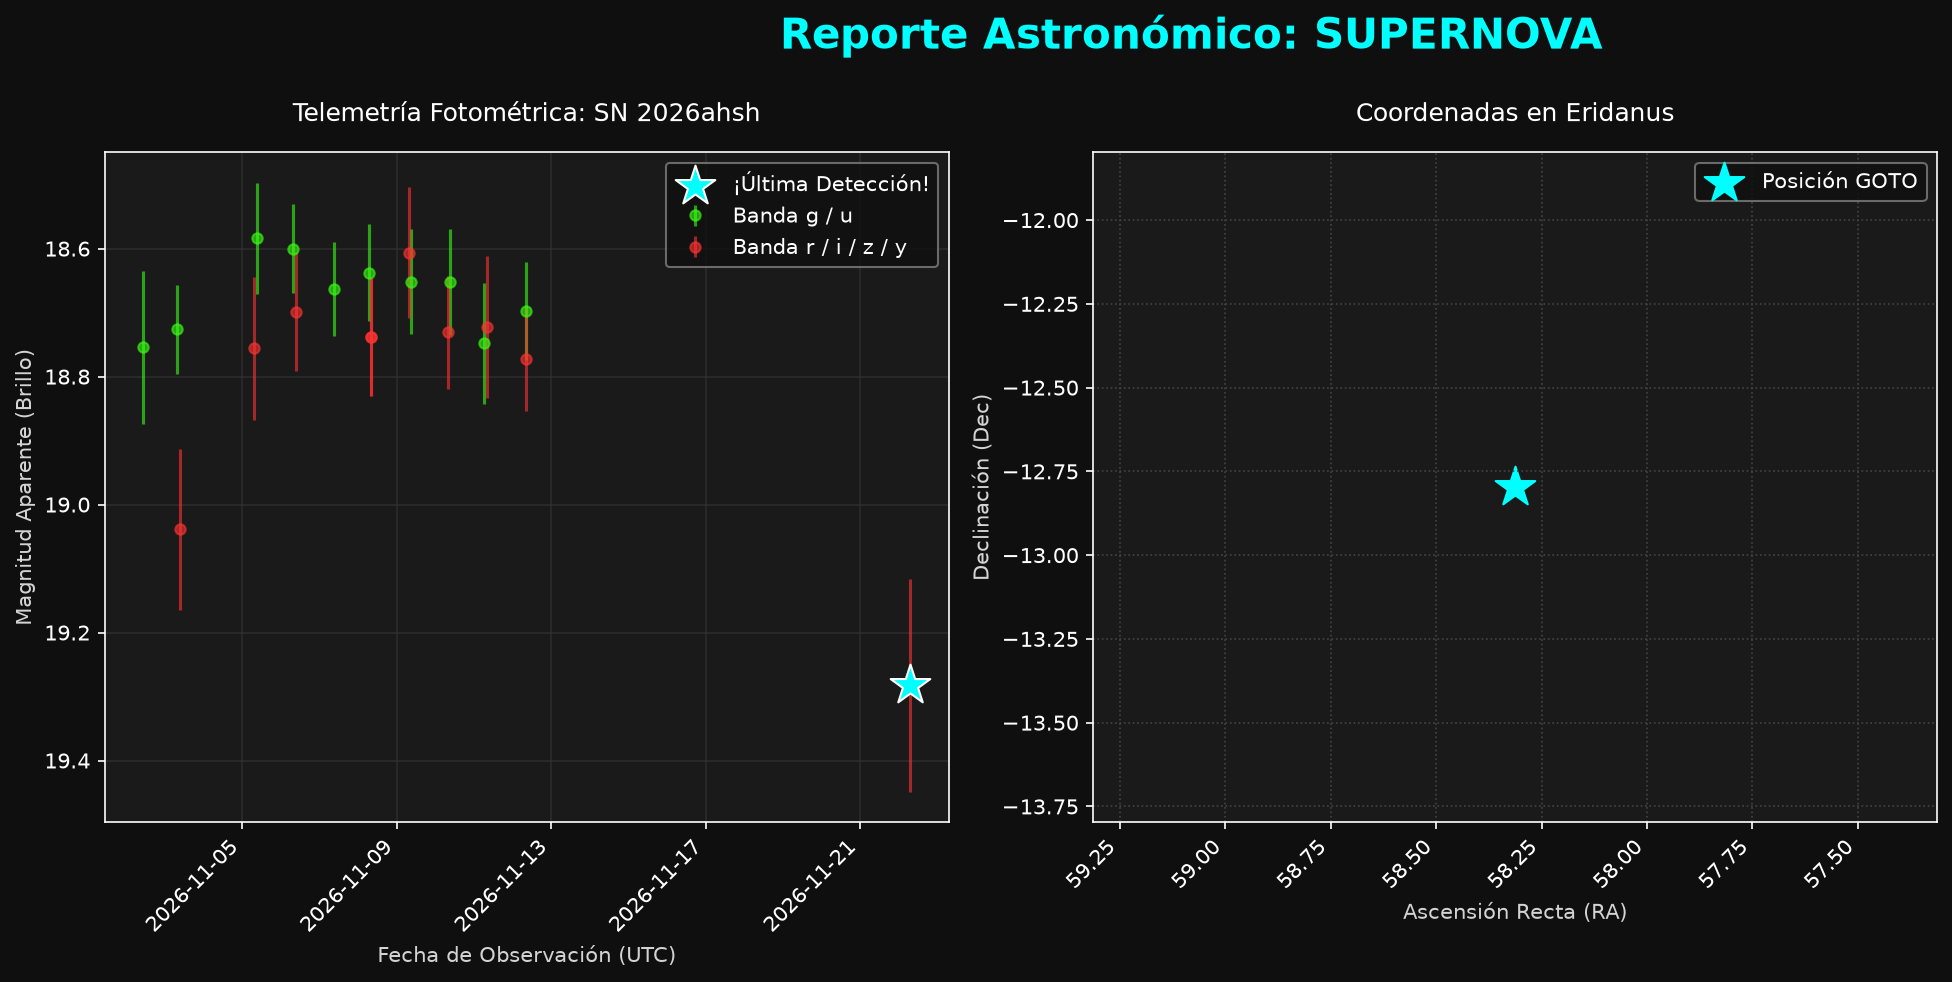 Reporte Astronómico: SUPERNOVA
Telemetría Fotométrica: SN 2026ahsh
¡Última Detección!
Banda g / u
Banda r / i / z / y
18.6
18.8
19.0
19.2
19.4
Magnitud Aparente (Brillo)
2026-11-05
2026-11-09
2026-11-13
2026-11-17
2026-11-21
Fecha de Observación (UTC)
Coordenadas en Eridanus
Posición GOTO
−12.00
−12.25
−12.50
−12.75
−13.00
−13.25
−13.50
−13.75
Declinación (Dec)
59.25
59.00
58.75
58.50
58.25
58.00
57.75
57.50
Ascensión Recta (RA)